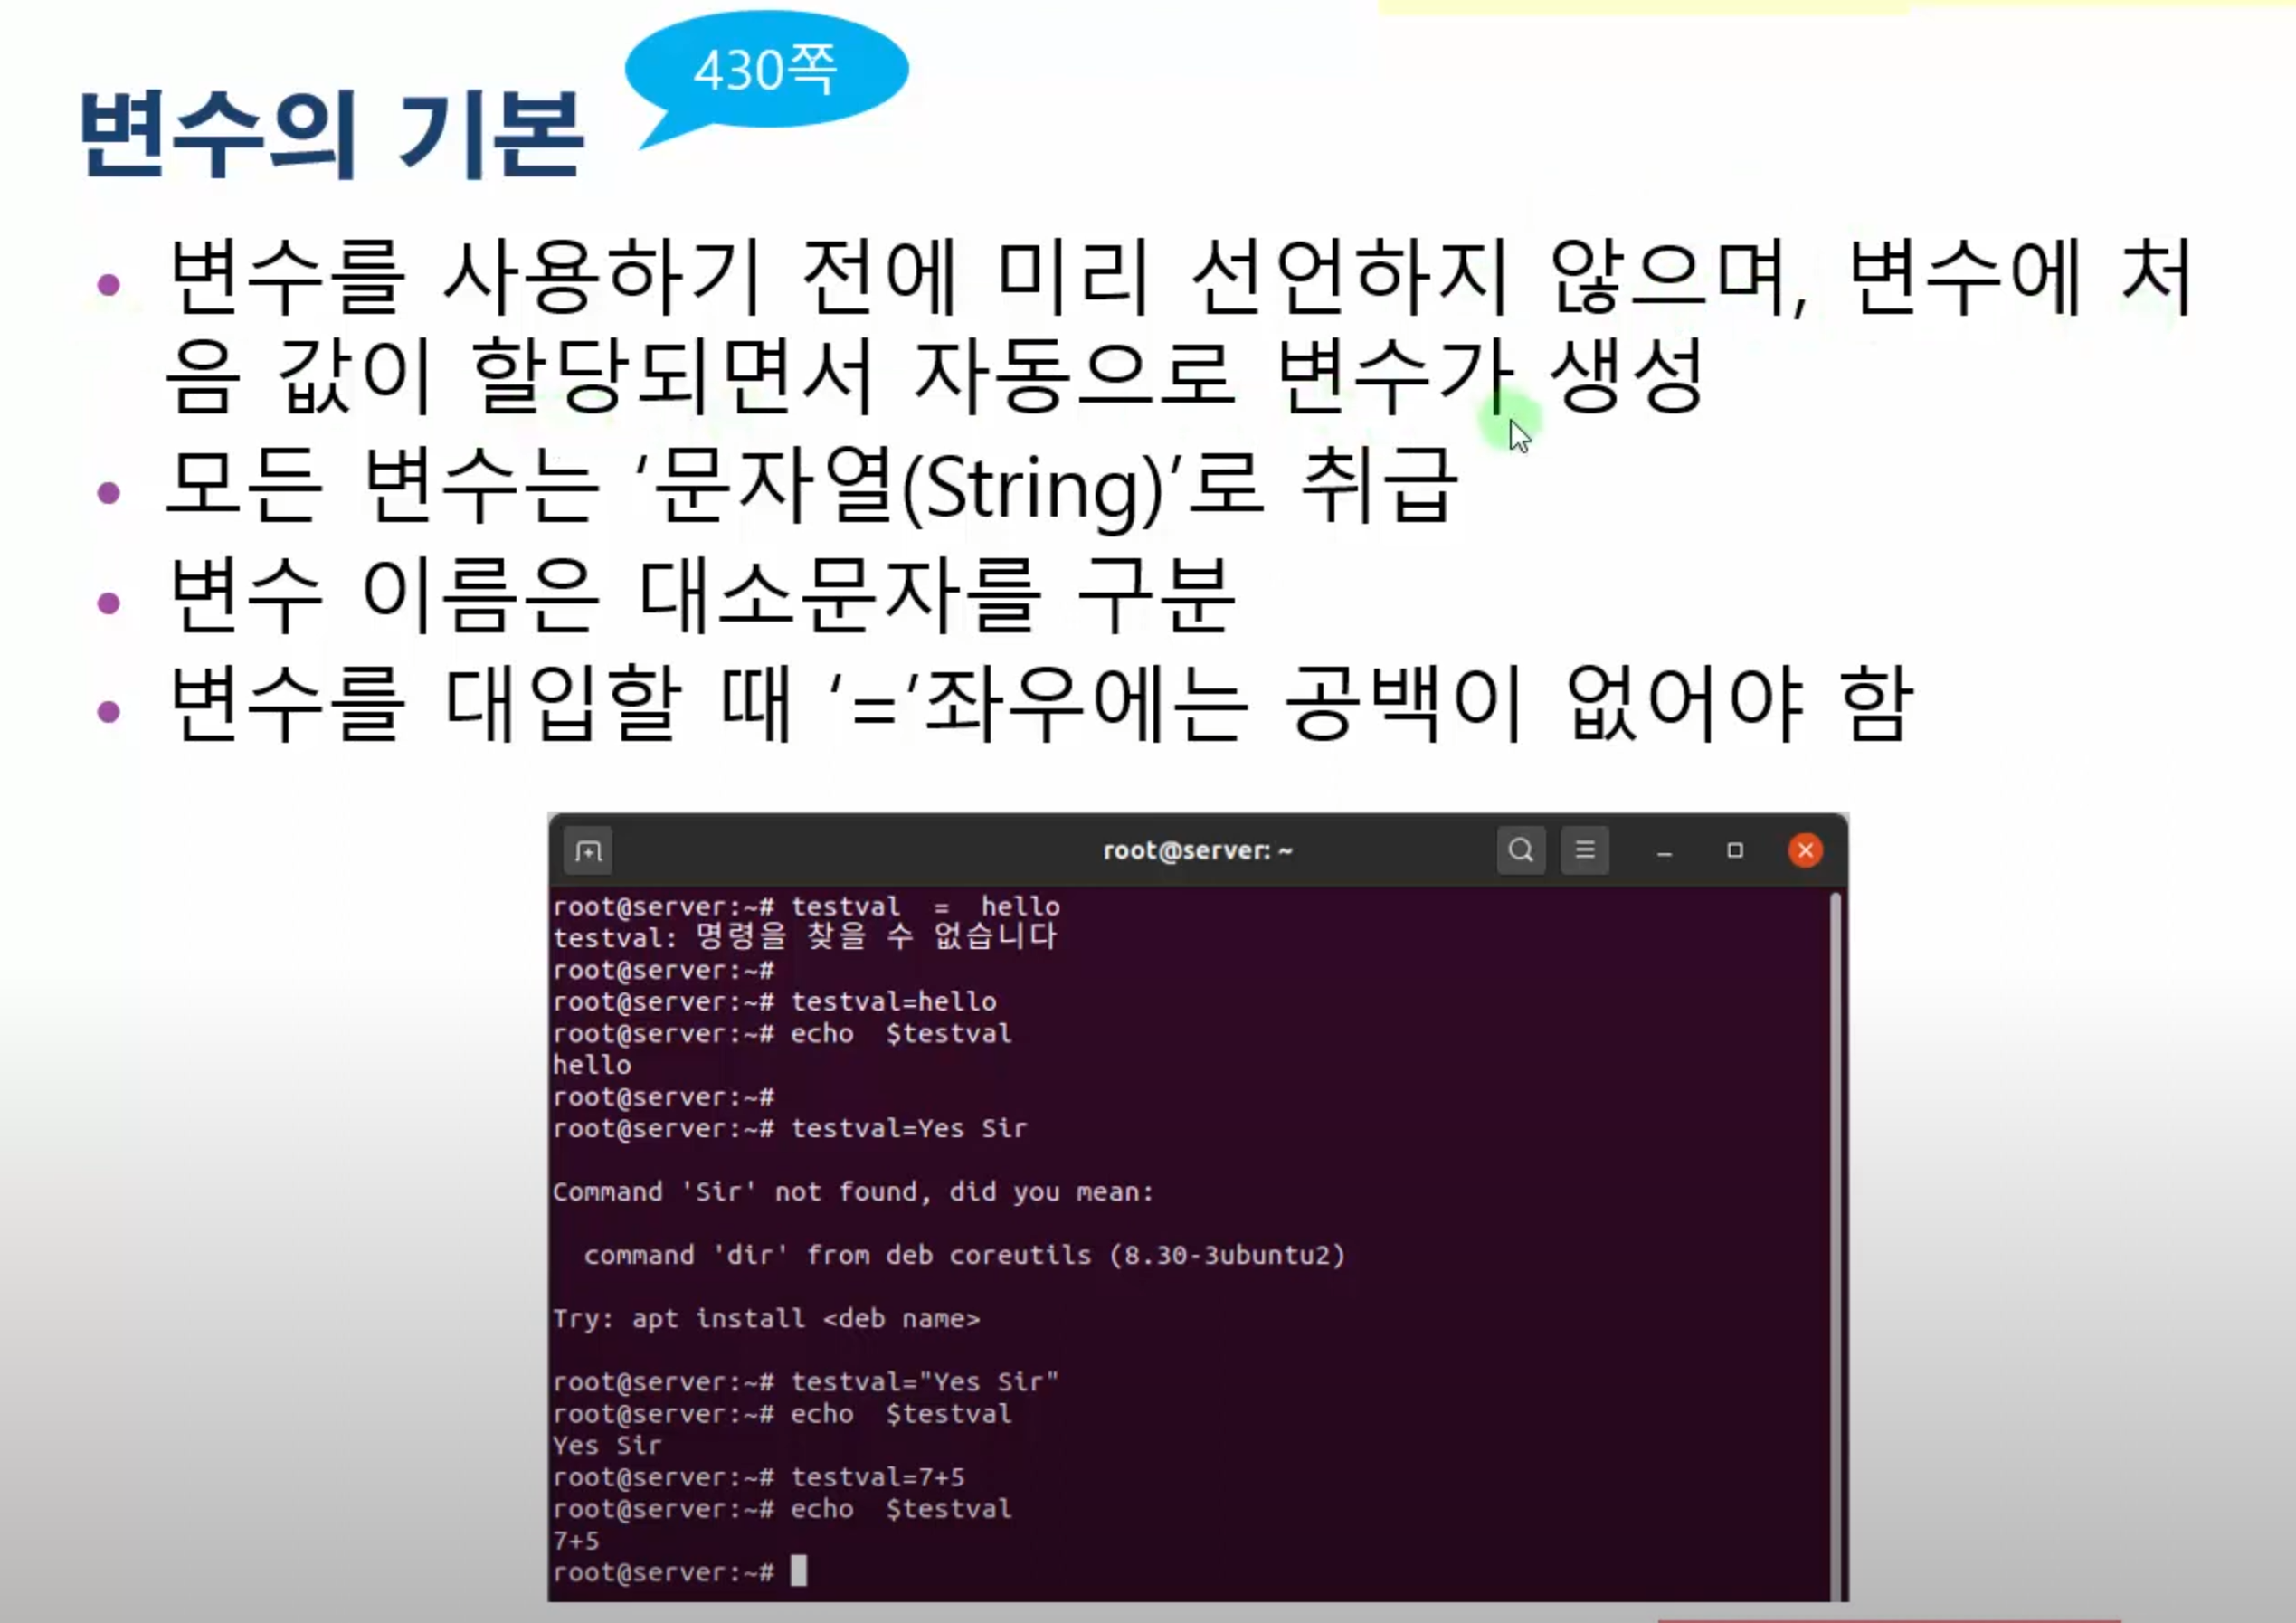 430쪽
변수의 기본
변수를 사용하기 전에 미리 선언하지 않으며, 변수에 처
음 값이 할당되면서 자동으로 변수가 생성
모든 변수는 ‘문자열(String)’로 취급
변수 이름은 대소문자를 구분
변수를 대입할 때 ‘=’좌우에는 공백이 없어야 함
root@server: ~
root@server:~# testval  =  hello
testval: 명령을 찾을 수 없습니다
root@server:~#
root@server:~# testval=hello
root@server:~# echo  $testval
hello
root@server:~#
root@server:~# testval=Yes Sir
Command 'Sir' not found, did you mean:
command 'dir' from deb coreutils (8.30-3ubuntu2)
Try: apt install <deb name>
root@server:~# testval="Yes Sir"
root@server:~# echo  $testval
Yes Sir
root@server:~# testval=7+5
root@server:~# echo  $testval
7+5
root@server:~#